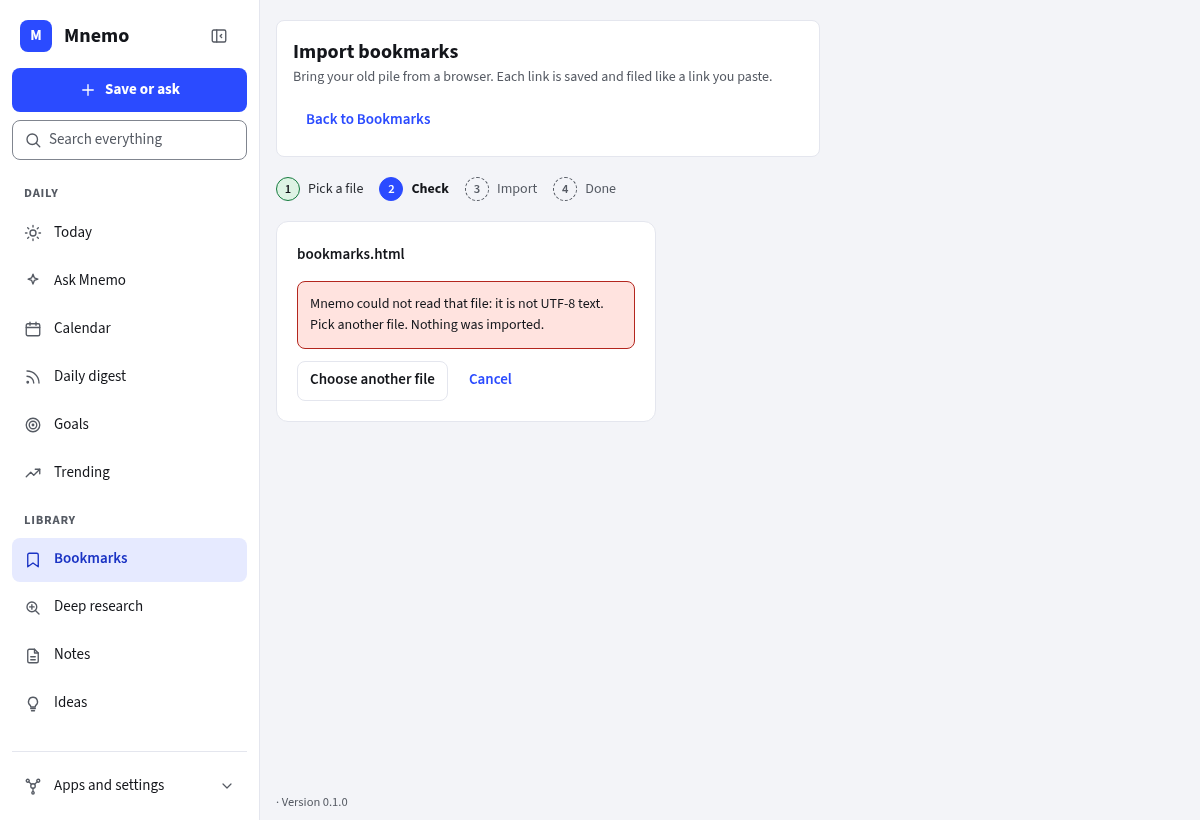 M Mnemo
Save or ask
Search everything
DAILY
Today
Ask Mnemo
Calendar
Daily digest
Goals
Trending
LIBRARY
Bookmarks
Deep research
Notes
Ideas
Apps and settings
Import bookmarks
Bring your old pile from a browser. Each link is saved and filed like a link you paste.
Back to Bookmarks
1 Pick a file 2 Check 3 Import 4 Done
bookmarks.html
Mnemo could not read that file: it is not UTF-8 text.
Pick another file. Nothing was imported.
Choose another file Cancel
· Version 0.1.0